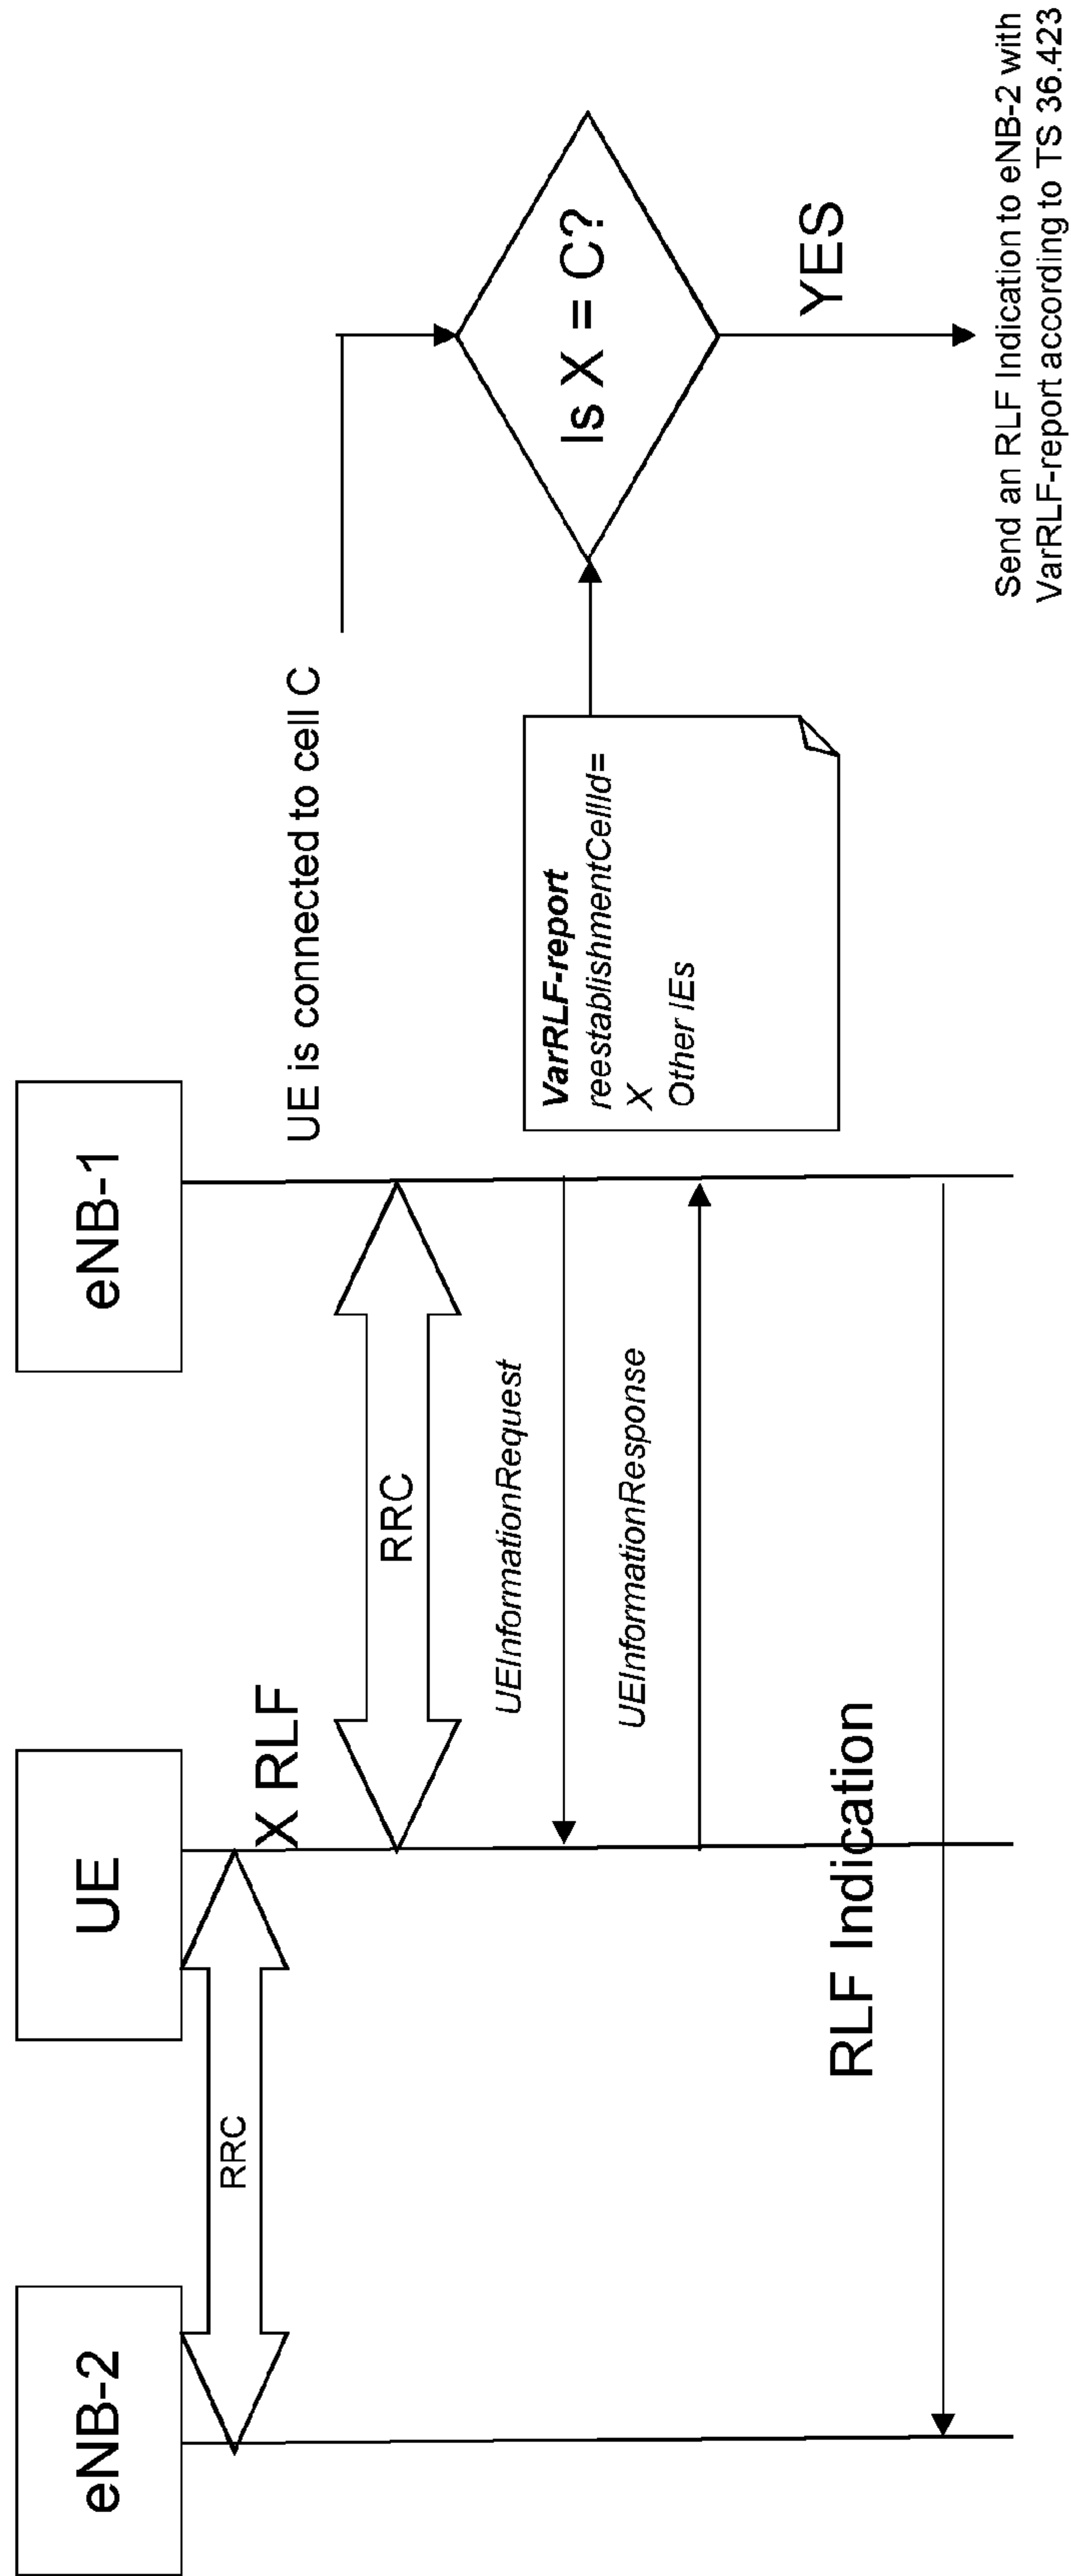 eNB-2
UE
eNB-1
RRC
X RLF
UE is connected to cell C
RRC
UEInformationRequest
VarRLF-report
reestablishmentCellId=
X
Other IEs
Is X = C?
UEInformationResponse
RLF Indication
YES
Send an RLF Indication to eNB-2 with
VarRLF-report according to TS 36.423